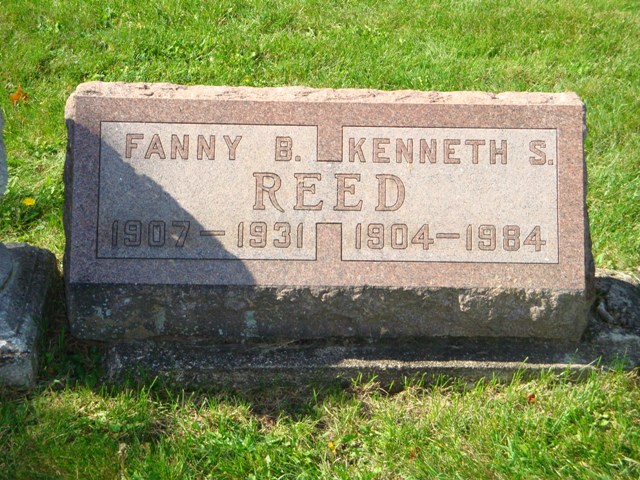 FANNY B. KENNETH S.
REED
1907-1931 1904-1984